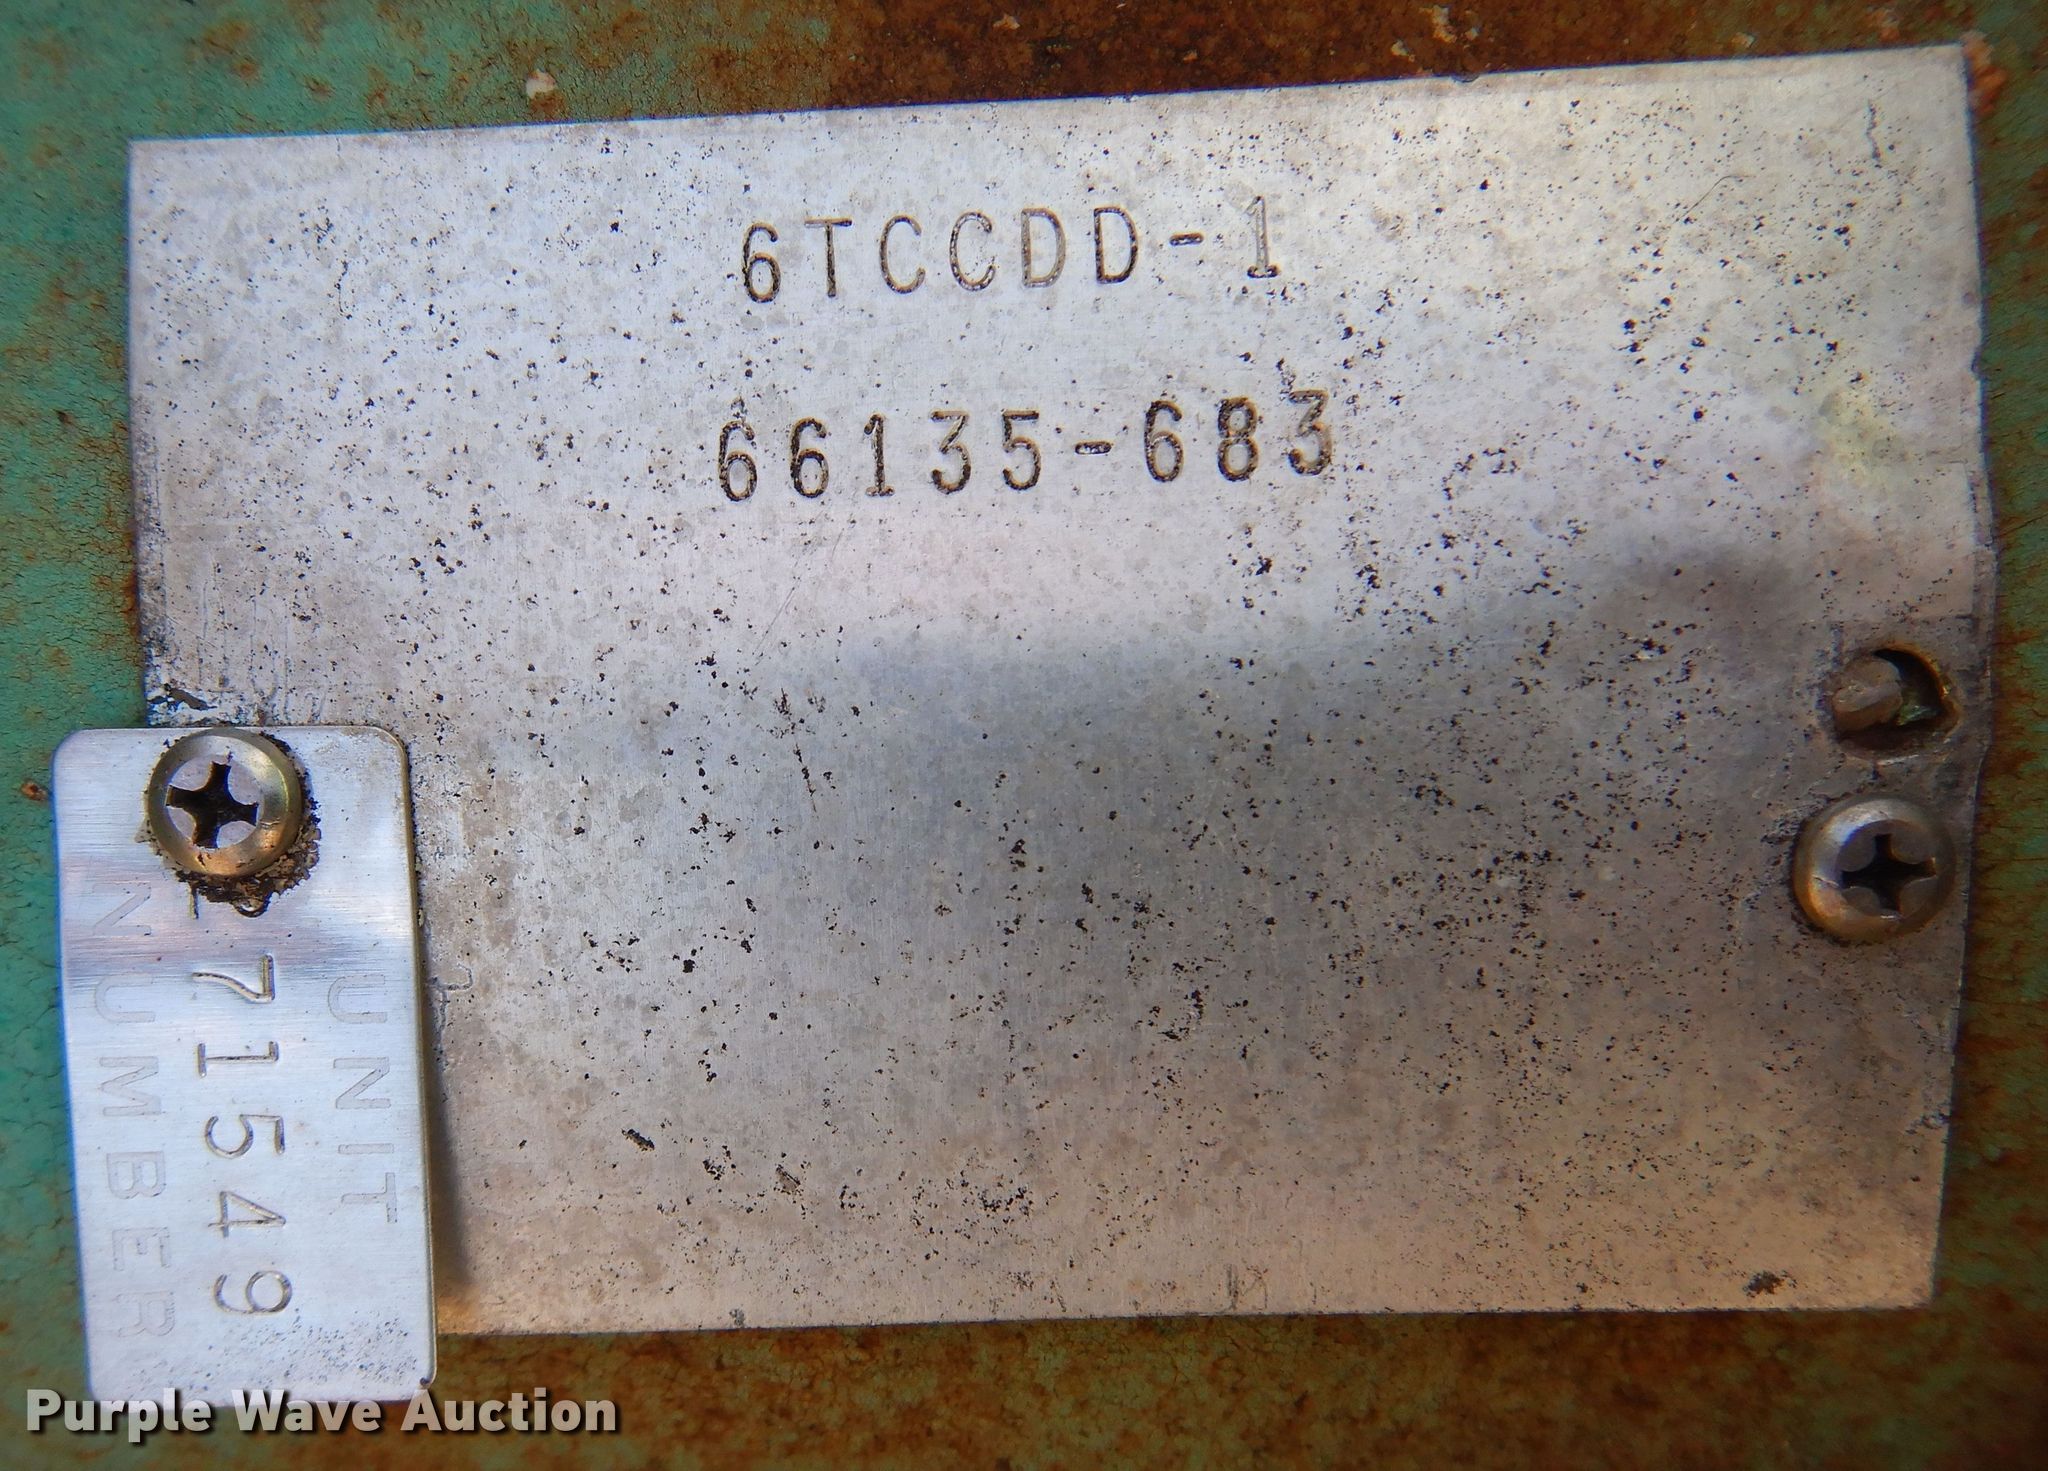 6TCCDD-1
66135-683
UNIT
71549
NUMBER
Purple Wave Auction